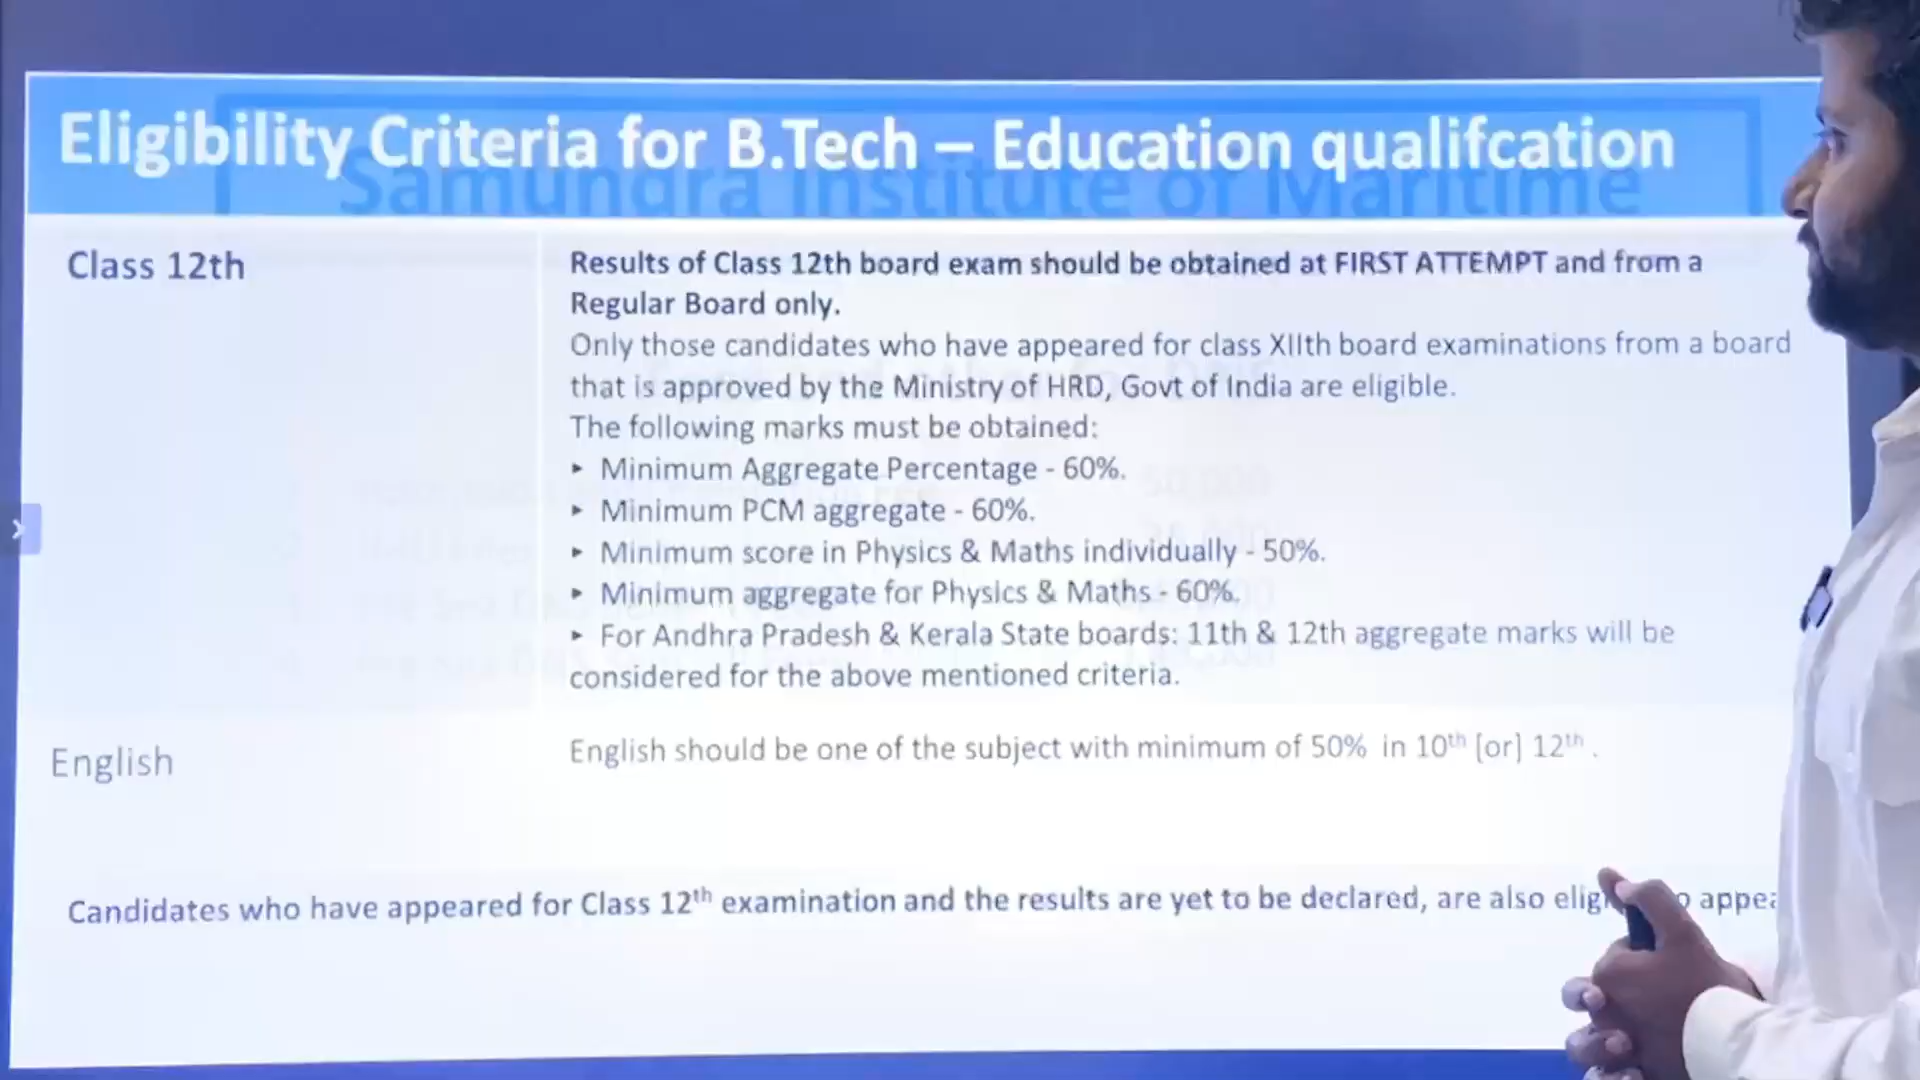 Eligibility Criteria for B.Tech – Education qualifcation
Samundra Institute of Maritime
Class 12th
Results of Class 12th board exam should be obtained at FIRST ATTEMPT and from a
Regular Board only.
Only those candidates who have appeared for class XIIth board examinations from a board
that is approved by the Ministry of HRD, Govt of India are eligible.
The following marks must be obtained:
‣ Minimum Aggregate Percentage - 60%.
‣ Minimum PCM aggregate - 60%.
‣ Minimum score in Physics & Maths individually - 50%.
‣ Minimum aggregate for Physics & Maths - 60%.
‣ For Andhra Pradesh & Kerala State boards: 11th & 12th aggregate marks will be
considered for the above mentioned criteria.
English
English should be one of the subject with minimum of 50% in 10th [or] 12th .
Candidates who have appeared for Class 12th examination and the results are yet to be declared, are also